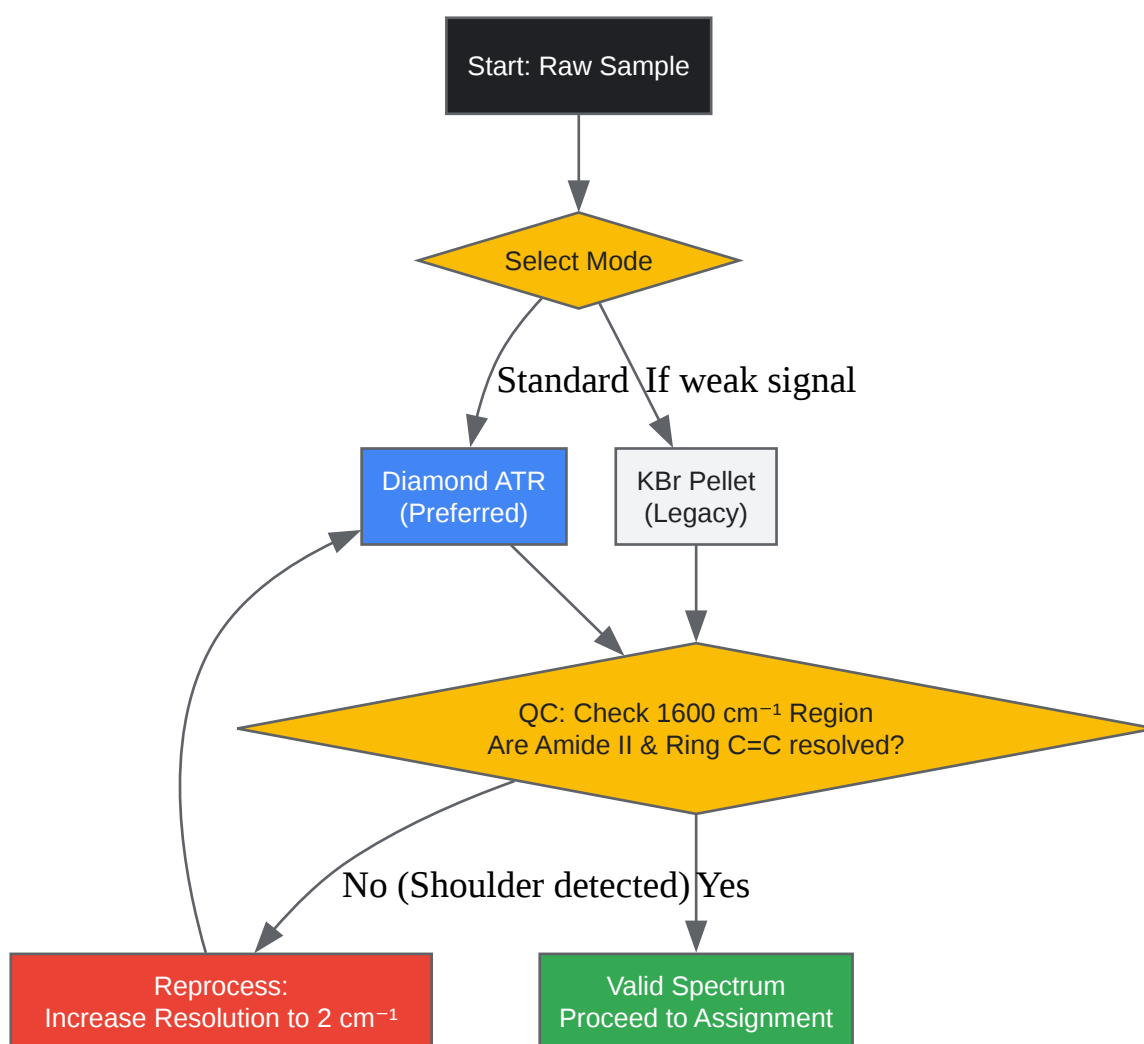 Start: Raw Sample
Select Mode
Standard
If weak signal
Diamond ATR
(Preferred)
KBr Pellet
(Legacy)
QC: Check 1600 cm⁻¹ Region
Are Amide II & Ring C=C resolved?
No (Shoulder detected)
Yes
Reprocess:
Increase Resolution to 2 cm⁻¹
Valid Spectrum
Proceed to Assignment